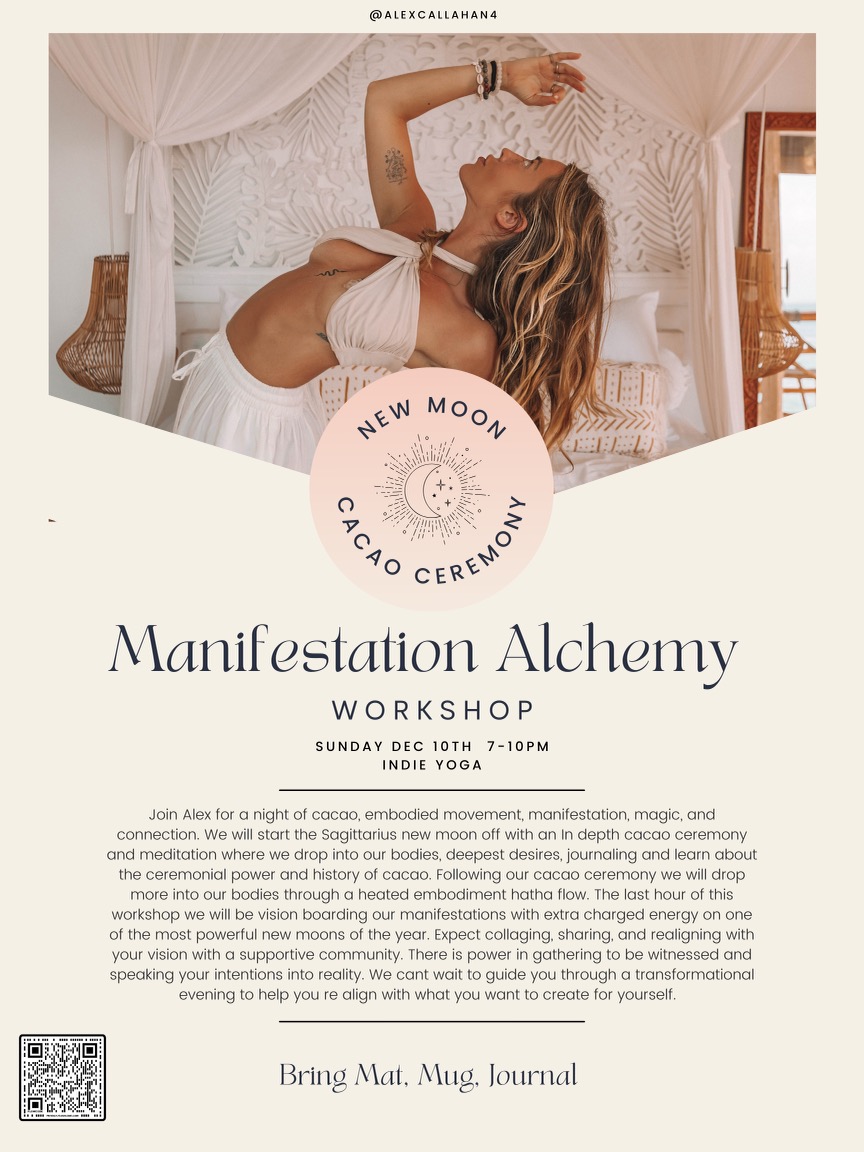 @ALEXCALLAHAN4
NEW MOON
CACAO CEREMONY
Manifestation Alchemy
WORKSHOP
SUNDAY DEC 10TH 7-10PM
INDIE YOGA
Join Alex for a night of cacao, embodied movement, manifestation, magic, and
connection. We will start the Sagittarius new moon off with an In depth cacao ceremony
and meditation where we drop into our bodies, deepest desires, journaling and learn about
the ceremonial power and history of cacao. Following our cacao ceremony we will drop
more into our bodies through a heated embodiment hatha flow. The last hour of this
workshop we will be vision boarding our manifestations with extra charged energy on one
of the most powerful new moons of the year. Expect collaging, sharing, and realigning with
your vision with a supportive community. There is power in gathering to be witnessed and
speaking your intentions into reality. We cant wait to guide you through a transformational
evening to help you re align with what you want to create for yourself.
Bring Mat, Mug, Journal